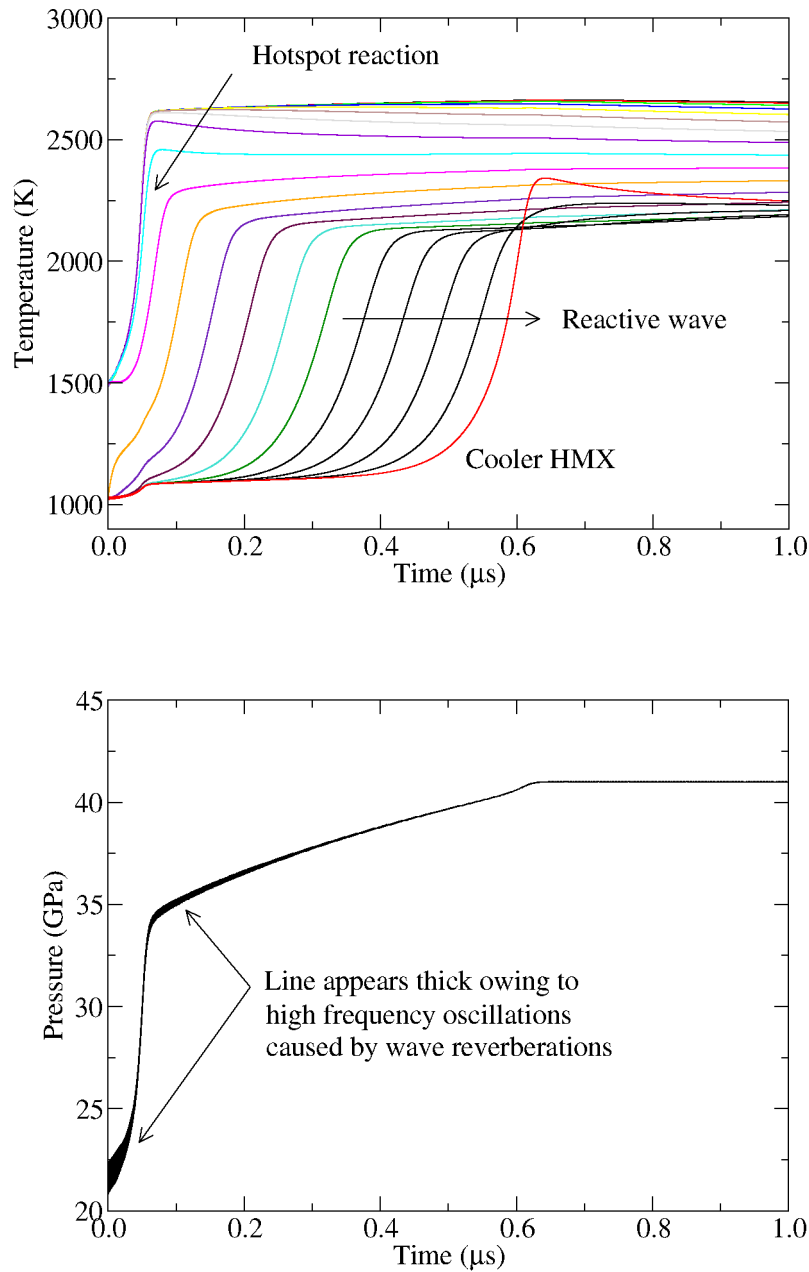 3000
Hotspot reaction
2500
Temperature (K)
2000
Reactive wave
1500
Cooler HMX
1000
0.0 0.2 0.4 0.6 0.8 1.0
Time (μs)
45
40
35
Pressure (GPa)
Line appears thick owing to
high frequency oscillations
caused by wave reverberations
30
25
20
0.0 0.2 0.4 0.6 0.8 1.0
Time (μs)